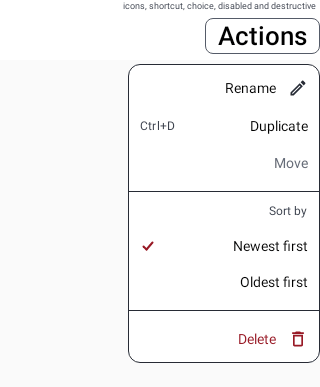 icons, shortcut, choice, disabled and destructive
Actions
Rename
Ctrl+D Duplicate
Move
Sort by
Newest first
Oldest first
Delete